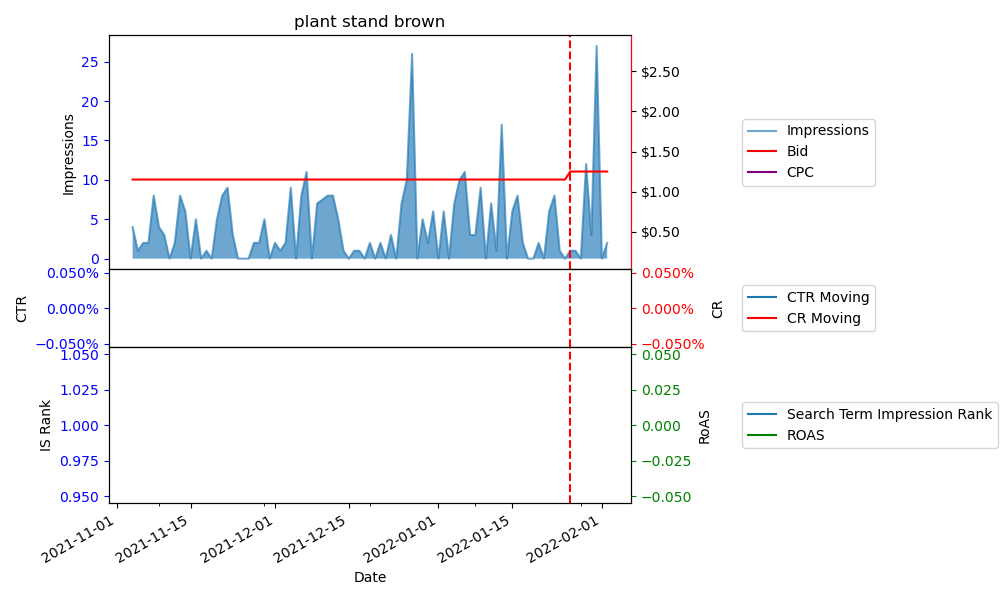 plant stand brown
Impressions
25
20
15
10
5
0
$2.50
$2.00
$1.50
$1.00
$0.50
Impressions
Bid
CPC
CTR
0.050%
0.000%
−0.050%
0.050%
0.000%
−0.050%
CR
CTR Moving
CR Moving
IS Rank
1.050
1.025
1.000
0.975
0.950
0.050
0.025
0.000
−0.025
−0.050
RoAS
Search Term Impression Rank
ROAS
2021-11-01
2021-11-15
2021-12-01
2021-12-15
2022-01-01
2022-01-15
2022-02-01
Date